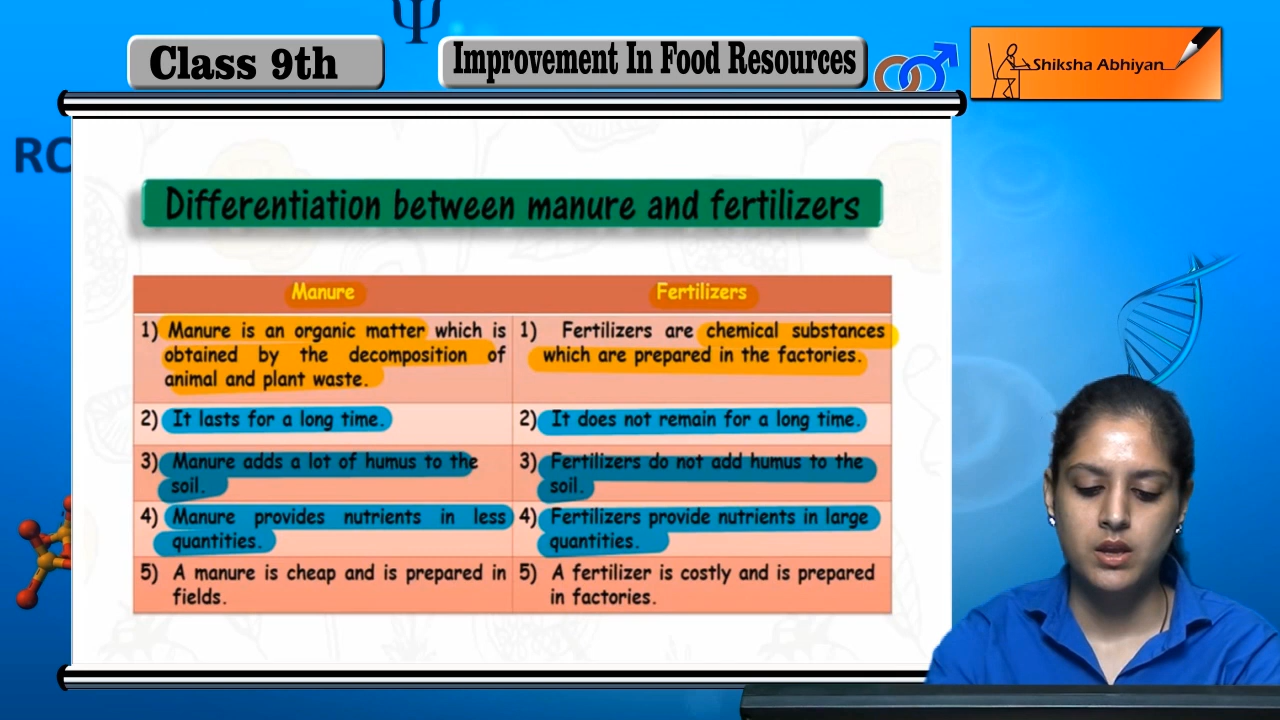 Ψ
Class 9th
Improvement In Food Resources
Shiksha Abhiyan
RC
Differentiation between manure and fertilizers
Manure
Fertilizers
1) Manure is an organic matter which is
obtained by the decomposition of
animal and plant waste.
1) Fertilizers are chemical substances
which are prepared in the factories.
2) It lasts for a long time.
2) It does not remain for a long time.
3) Manure adds a lot of humus to the
soil.
3) Fertilizers do not add humus to the
soil.
4) Manure provides nutrients in less
quantities.
4) Fertilizers provide nutrients in large
quantities.
5) A manure is cheap and is prepared in
fields.
5) A fertilizer is costly and is prepared
in factories.